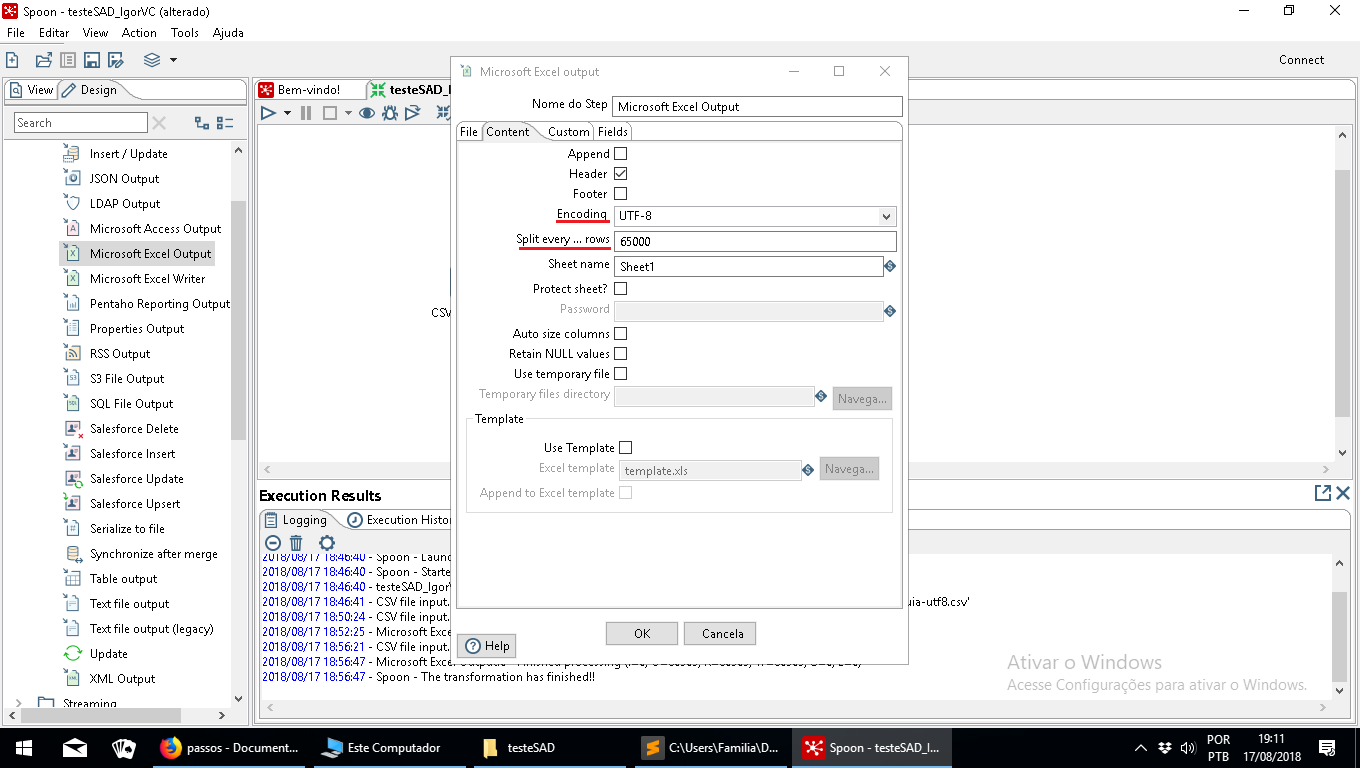 Spoon - testeSAD_IgorVC (alterado)
File Editar View Action Tools Ajuda
Connect
View Design
Search
Insert / Update
JSON Output
LDAP Output
Microsoft Access Output
Microsoft Excel Output
Microsoft Excel Writer
Pentaho Reporting Output
Properties Output
RSS Output
S3 File Output
SQL File Output
Salesforce Delete
Salesforce Insert
Salesforce Update
Salesforce Upsert
Serialize to file
Synchronize after merge
Table output
Text file output
Text file output (legacy)
Update
XML Output
Streaming
Bem-vindo! testeSAD_I
CSV
Microsoft Excel output
Nome do Step Microsoft Excel Output
File Content Custom Fields
Append
Header
Footer
Encoding UTF-8
Split every ... rows 65000
Sheet name Sheet1
Protect sheet?
Password
Auto size columns
Retain NULL values
Use temporary file
Temporary files directory Navega...
Template
Use Template
Excel template template.xls Navega...
Append to Excel template
OK Cancela
Help
Execution Results
Logging Execution Histo
2018/08/17 18:46:40 - Spoon - Launc
2018/08/17 18:46:40 - Spoon - Starte
2018/08/17 18:46:40 - testeSAD_Igor
2018/08/17 18:46:41 - CSV file input. uia-utf8.csv'
2018/08/17 18:50:24 - CSV file input.
2018/08/17 18:52:25 - Microsoft Exce
2018/08/17 18:56:21 - CSV file input.
2018/08/17 18:56:47 - Microsoft Excel Output.0 - Finished processing
2018/08/17 18:56:47 - Spoon - The transformation has finished!!
Ativar o Windows
Acesse Configurações para ativar o Windows.
passos - Document... Este Computador testeSAD C:\Users\Familia\D... Spoon - testeSAD_I...
POR
PTB
19:11
17/08/2018